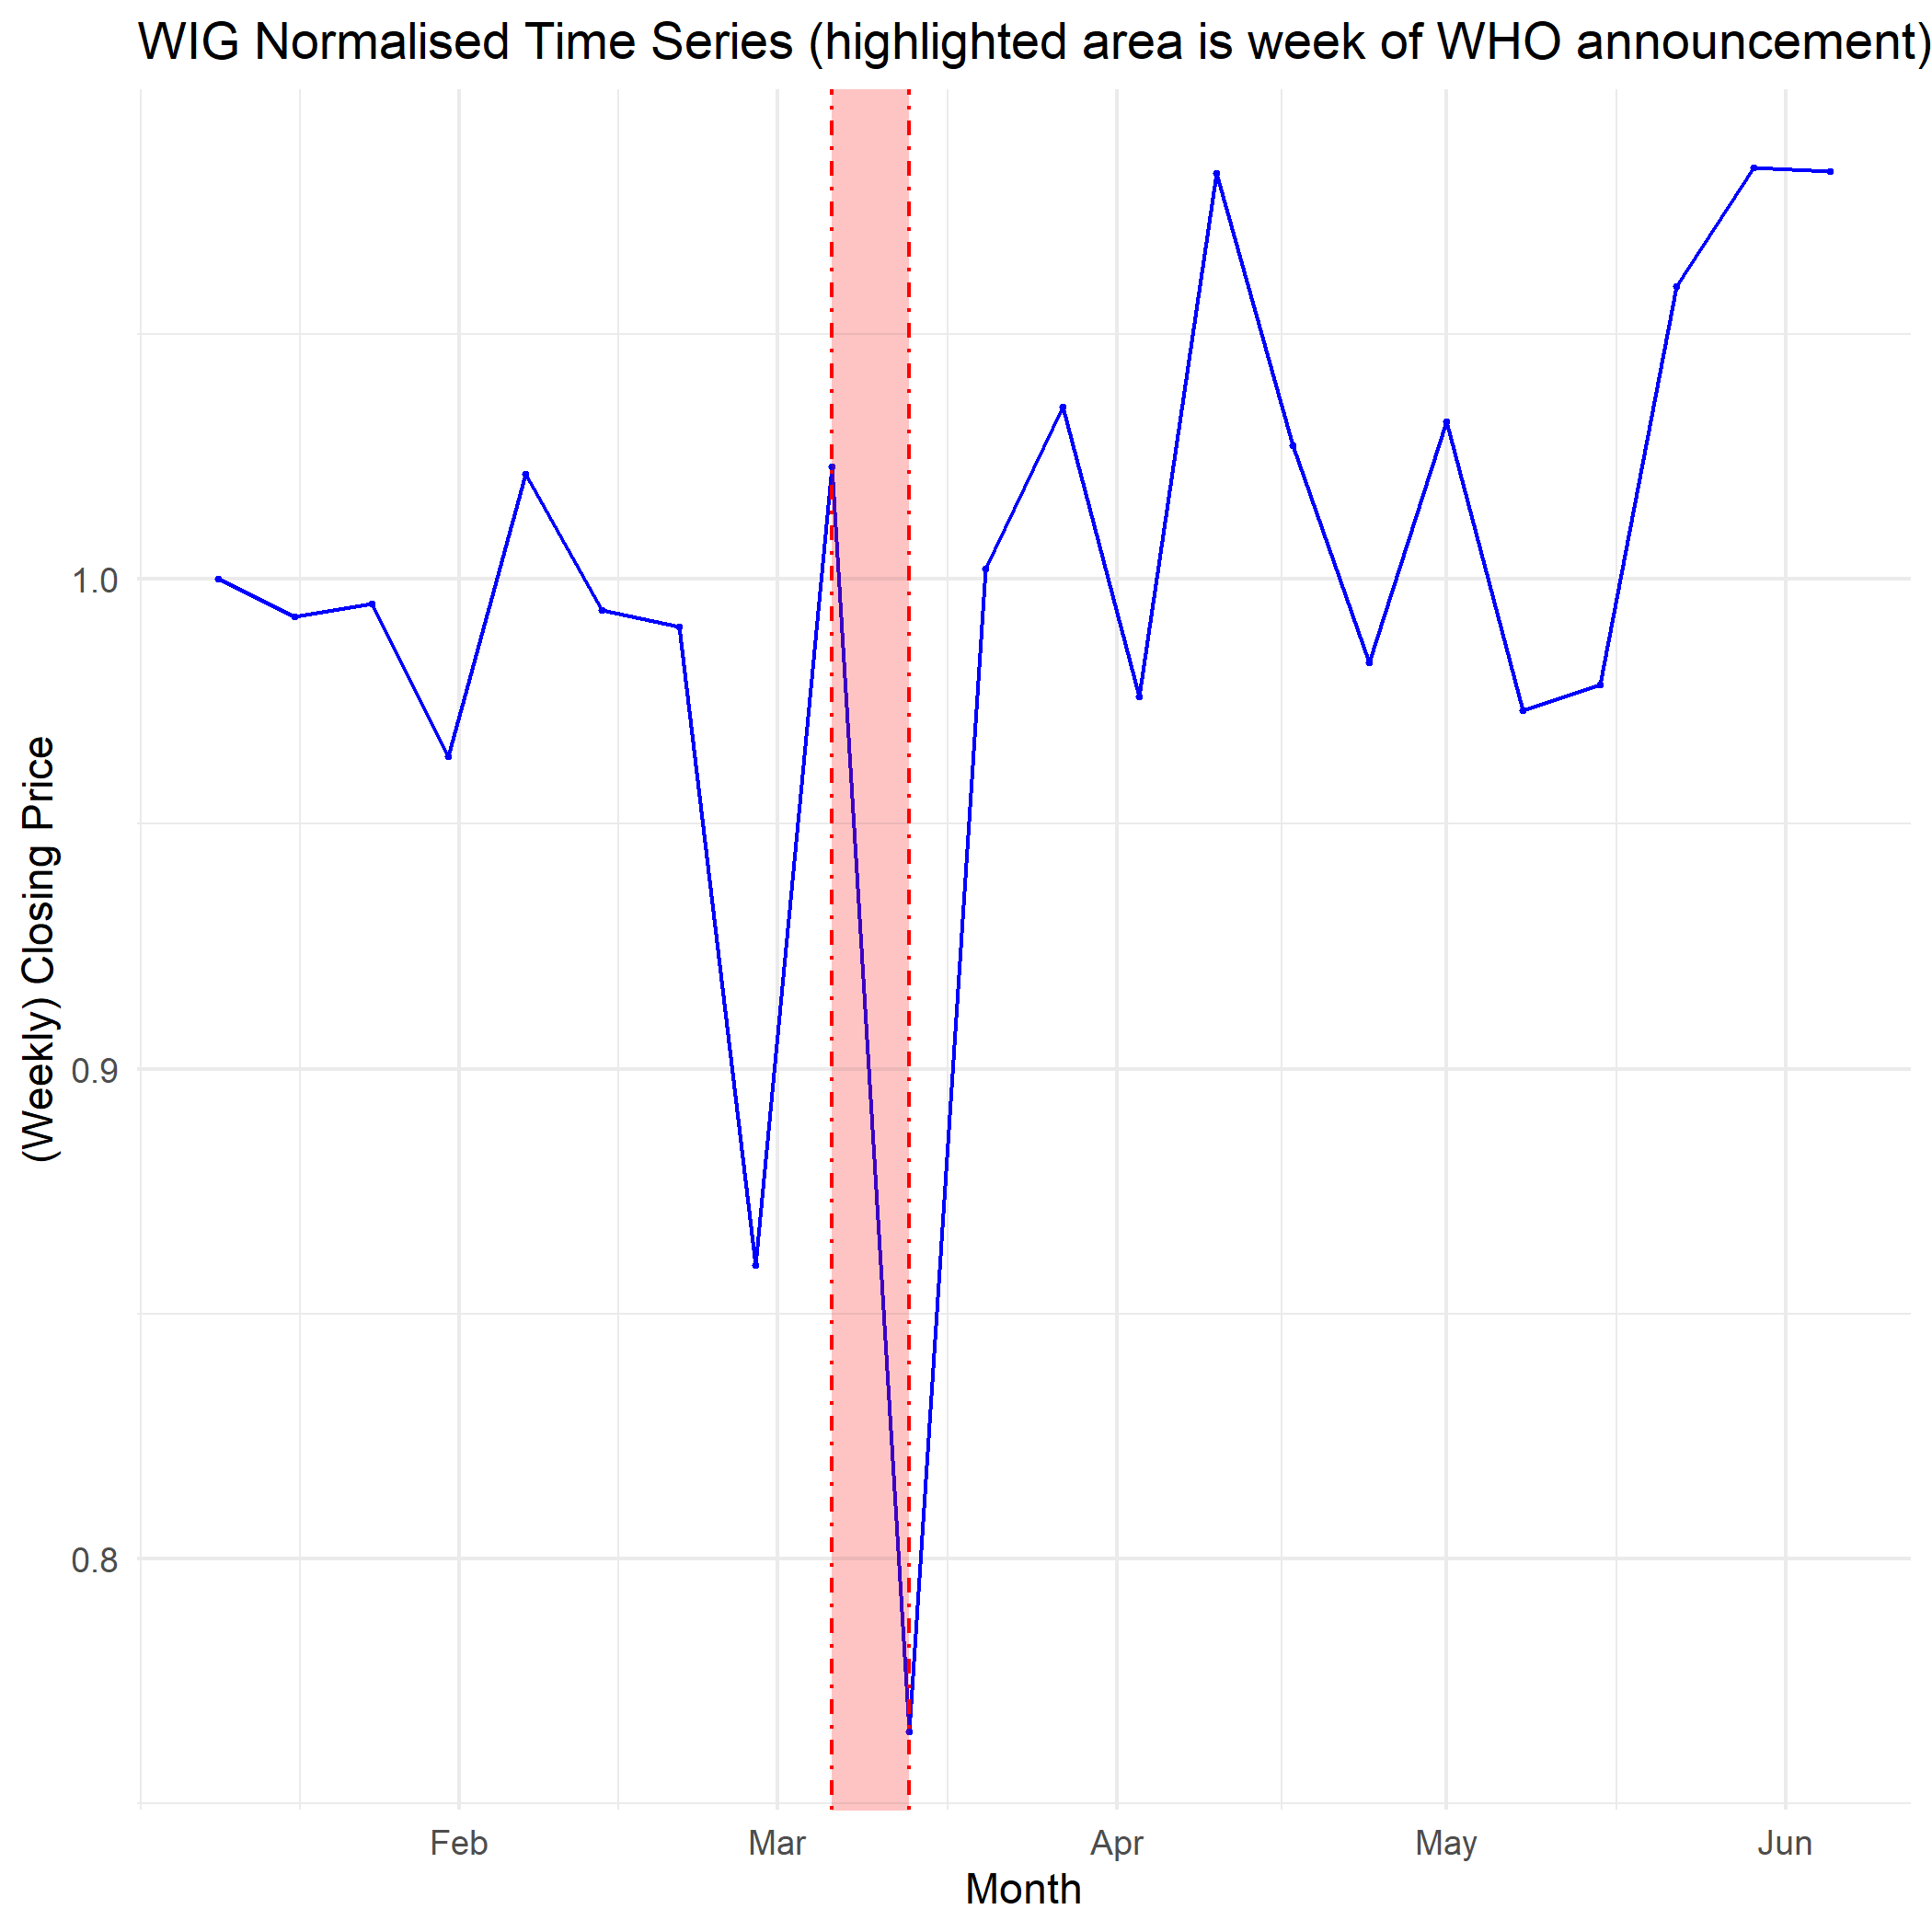 WIG Normalised Time Series (highlighted area is week of WHO announcement)
(Weekly) Closing Price
1.0
0.9
0.8
Feb Mar Apr May Jun
Month